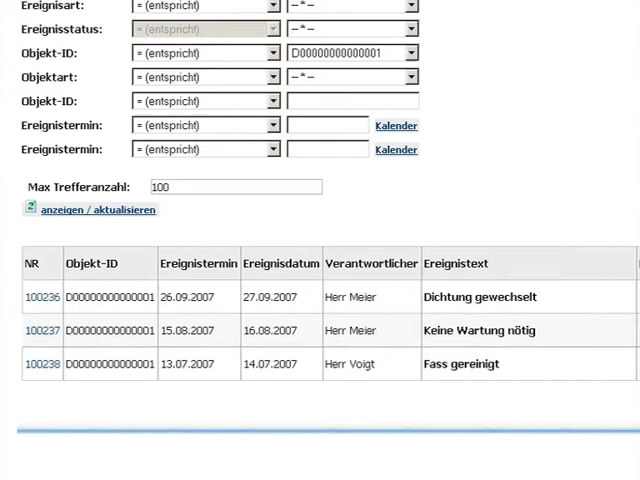 Ereignisart: = (entspricht) --*--
Ereignisstatus: = (entspricht) --*--
Objekt-ID: = (entspricht) D00000000000001
Objektart: = (entspricht) --*--
Objekt-ID: = (entspricht)
Ereignistermin: = (entspricht) Kalender
Ereignistermin: = (entspricht) Kalender
Max Trefferanzahl: 100
anzeigen / aktualisieren
NR Objekt-ID Ereignistermin Ereignisdatum Verantwortlicher Ereignistext
100236 D00000000000001 26.09.2007 27.09.2007 Herr Meier Dichtung gewechselt
100237 D00000000000001 15.08.2007 16.08.2007 Herr Meier Keine Wartung nötig
100238 D00000000000001 13.07.2007 14.07.2007 Herr Voigt Fass gereinigt